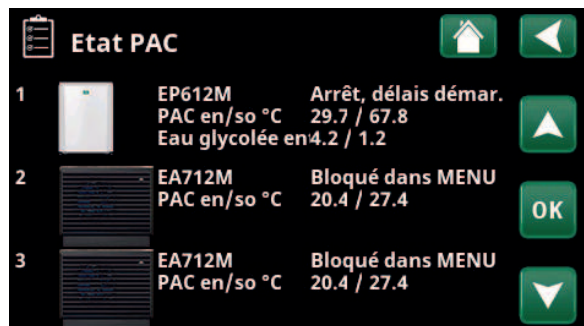 Etat PAC
1 EP612M Arrêt, délais démar.
PAC en/so °C 29.7 / 67.8
Eau glycolée en 4.2 / 1.2
2 EA712M Bloqué dans MENU
PAC en/so °C 20.4 / 27.4
OK
3 EA712M Bloqué dans MENU
PAC en/so °C 20.4 / 27.4